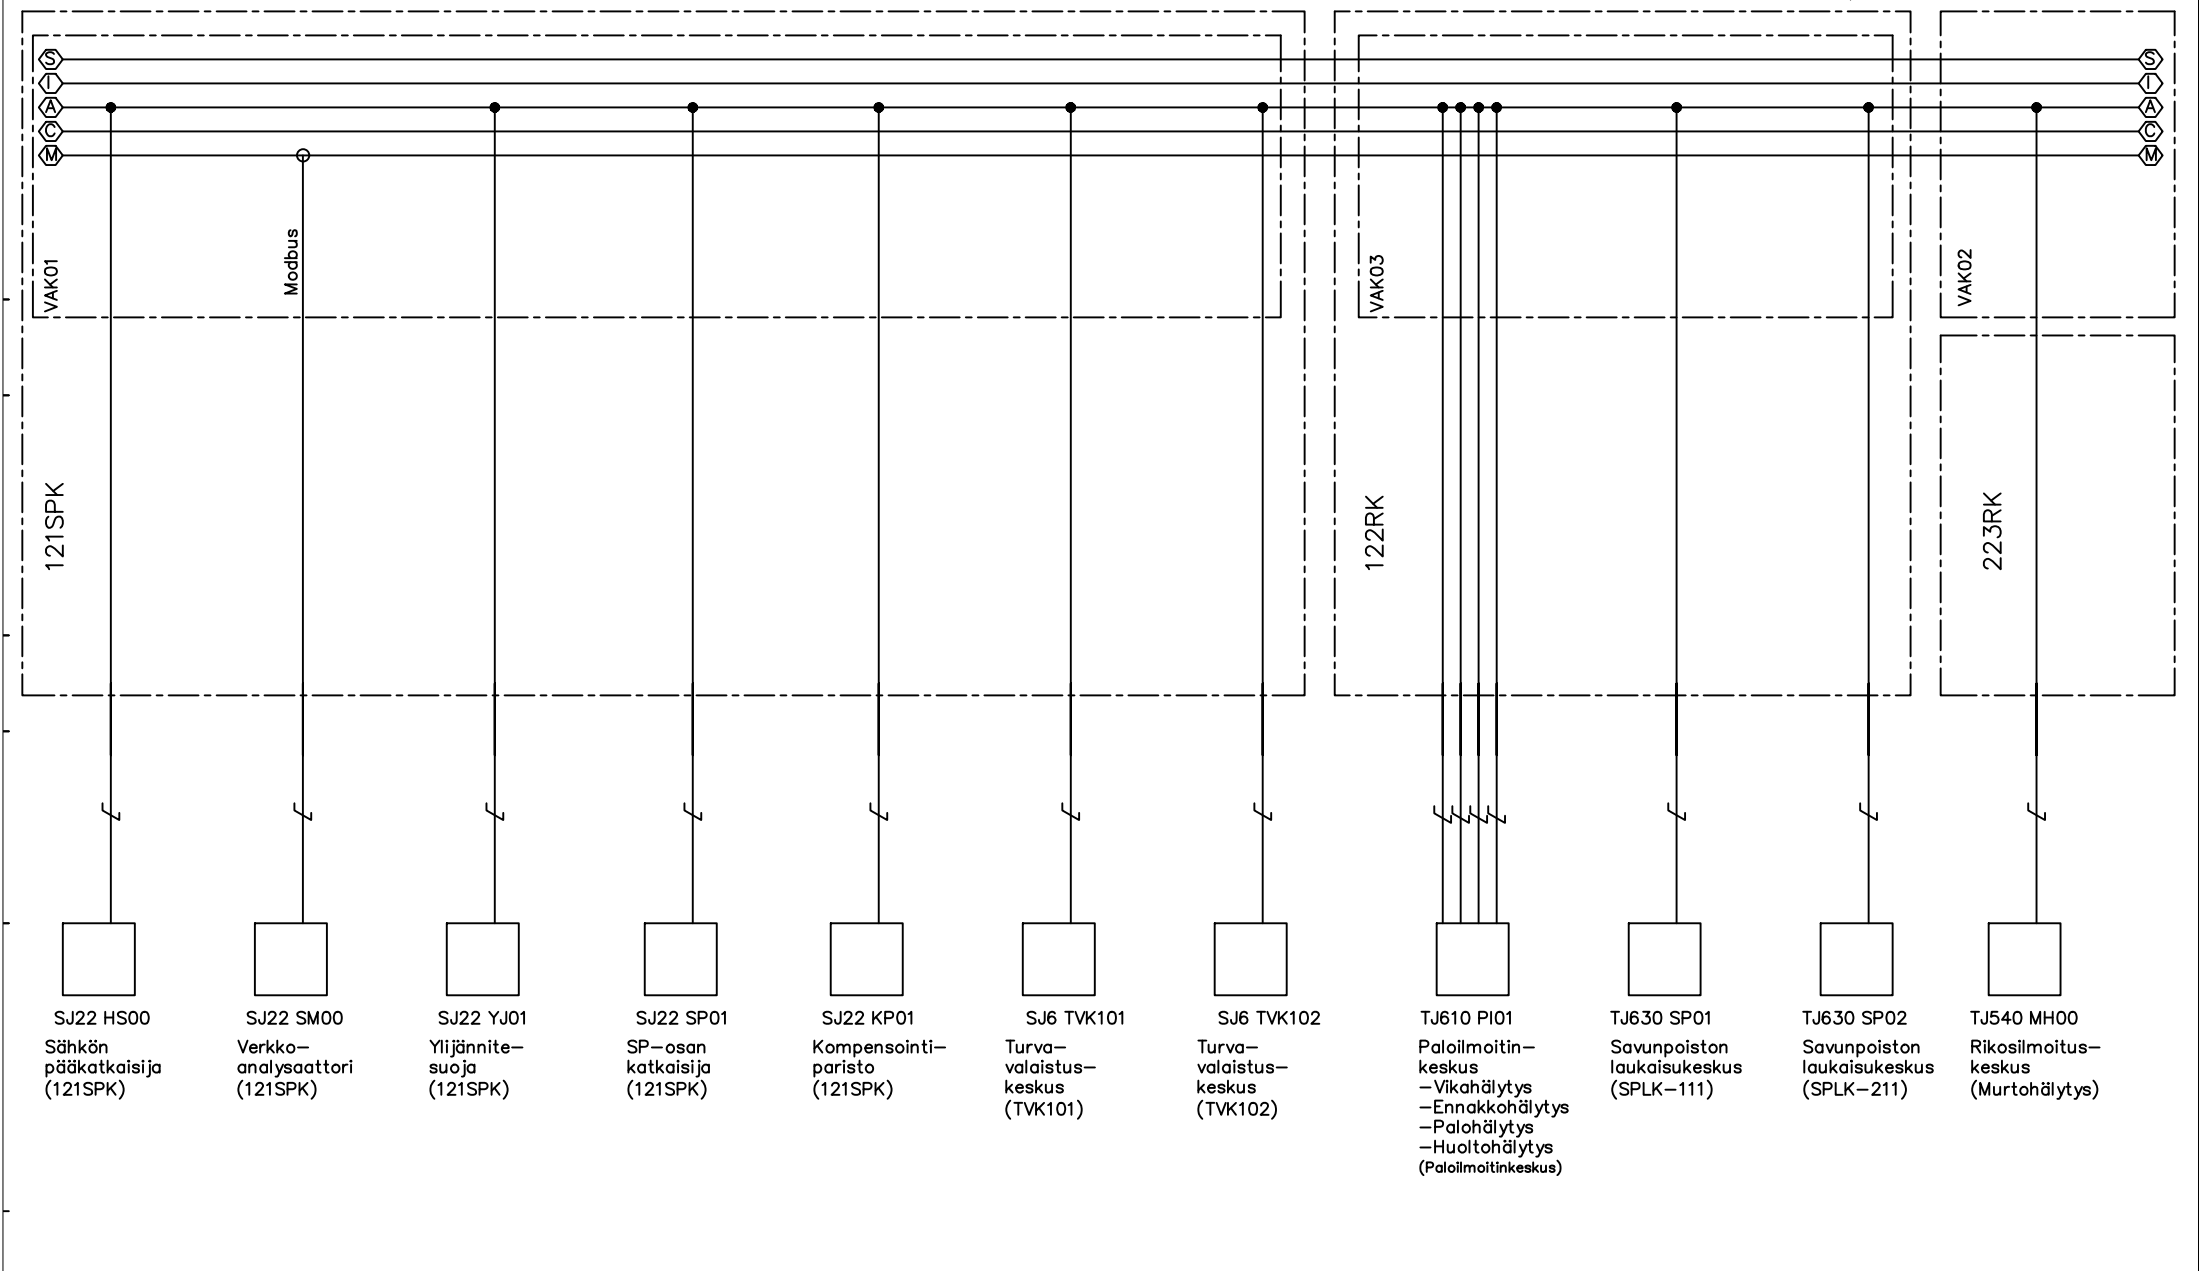 S
S
I
I
A
A
C
C
M
M
Modbus
VAK01
VAK03
VAK02
121SPK
122RK
223RK
SJ22 HS00
Sähkön
pääkatkaisija
(121SPK)
SJ22 SM00
Verkko-
analysaattori
(121SPK)
SJ22 YJ01
Ylijännite-
suoja
(121SPK)
SJ22 SP01
SP-osan
katkaisija
(121SPK)
SJ22 KP01
Kompensointi-
paristo
(121SPK)
SJ6 TVK101
Turva-
valaistus-
keskus
(TVK101)
SJ6 TVK102
Turva-
valaistus-
keskus
(TVK102)
TJ610 PI01
Paloilmoitin-
keskus
-Vikahälytys
-Ennakkohälytys
-Palohälytys
-Huoltohälytys
(Paloilmoitinkeskus)
TJ630 SP01
Savunpoiston
laukaisukeskus
(SPLK-111)
TJ630 SP02
Savunpoiston
laukaisukeskus
(SPLK-211)
TJ540 MH00
Rikosilmoitus-
keskus
(Murtohälytys)